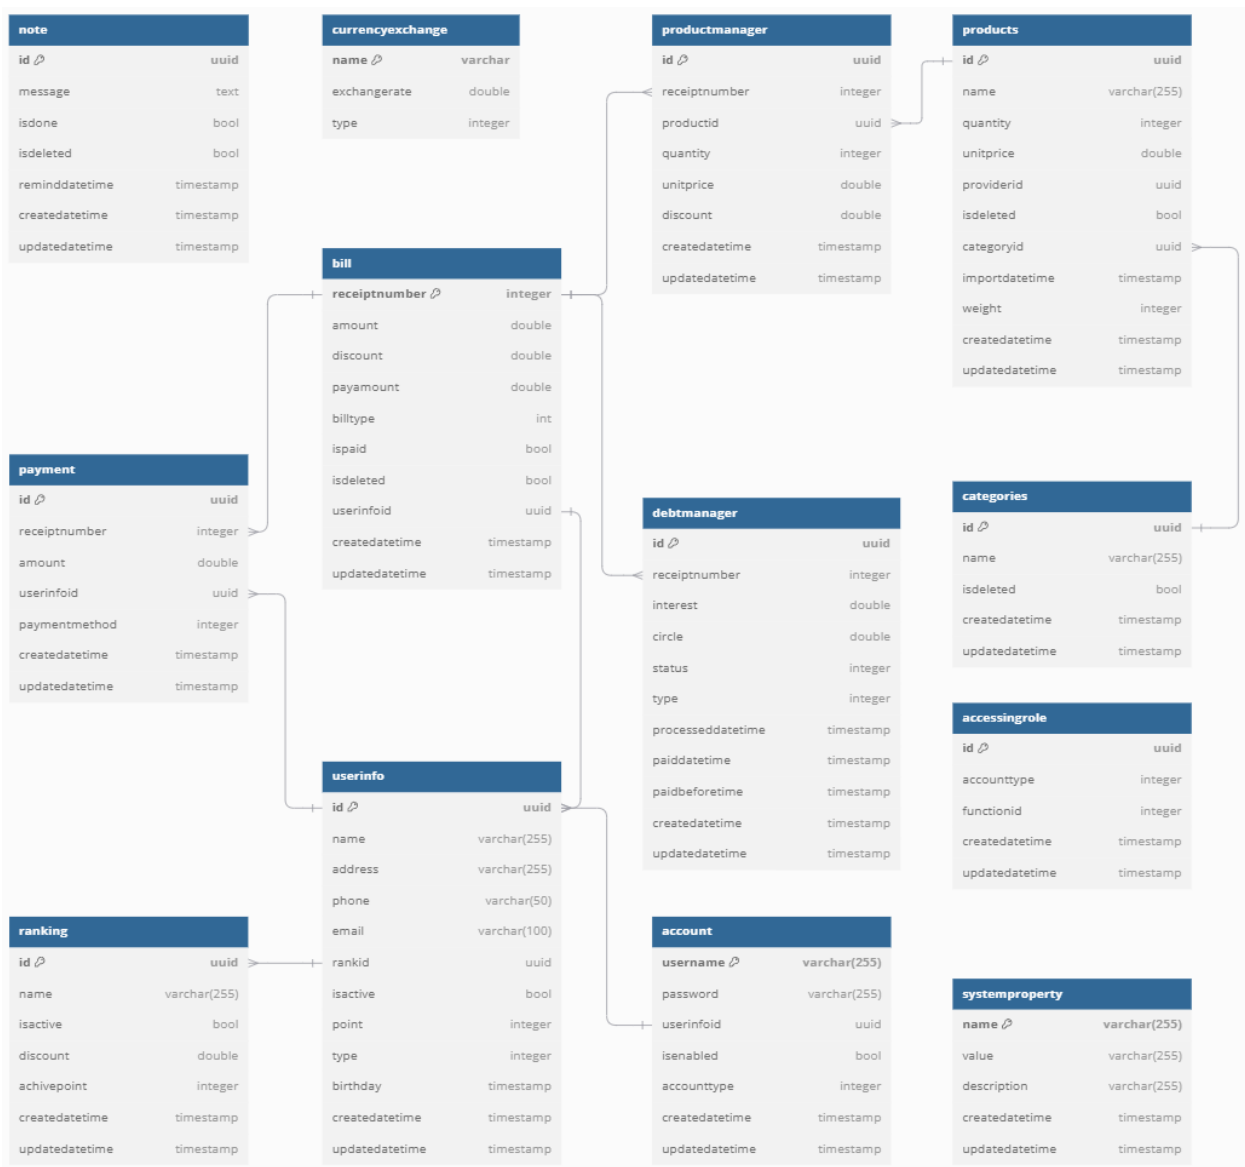 note
id uuid
message text
isdone bool
isdeleted bool
reminddatetime timestamp
createdatetime timestamp
updatedatetime timestamp
currencyexchange
name varchar
exchangerate double
type integer
productmanager
id uuid
receiptnumber integer
productid uuid
quantity integer
unitprice double
discount double
createdatetime timestamp
updatedatetime timestamp
products
id uuid
name varchar(255)
quantity integer
unitprice double
providerid uuid
isdeleted bool
categoryid uuid
importdatetime timestamp
weight integer
createdatetime timestamp
updatedatetime timestamp
bill
receiptnumber integer
amount double
discount double
payamount double
billtype int
ispaid bool
isdeleted bool
userinfoid uuid
createdatetime timestamp
updatedatetime timestamp
payment
id uuid
receiptnumber integer
amount double
userinfoid uuid
paymentmethod integer
createdatetime timestamp
updatedatetime timestamp
debtmanager
id uuid
receiptnumber integer
interest double
circle double
status integer
type integer
processeddatetime timestamp
paiddatetime timestamp
paidbeforetime timestamp
createdatetime timestamp
updatedatetime timestamp
categories
id uuid
name varchar(255)
isdeleted bool
createdatetime timestamp
updatedatetime timestamp
accessingrole
id uuid
accounttype integer
functionid integer
createdatetime timestamp
updatedatetime timestamp
userinfo
id uuid
name varchar(255)
address varchar(255)
phone varchar(50)
email varchar(100)
rankid uuid
isactive bool
point integer
type integer
birthday timestamp
createdatetime timestamp
updatedatetime timestamp
ranking
id uuid
name varchar(255)
isactive bool
discount double
achivepoint integer
createdatetime timestamp
updatedatetime timestamp
account
username varchar(255)
password varchar(255)
userinfoid uuid
isenabled bool
accounttype integer
createdatetime timestamp
updatedatetime timestamp
systemproperty
name varchar(255)
value varchar(255)
description varchar(255)
createdatetime timestamp
updatedatetime timestamp